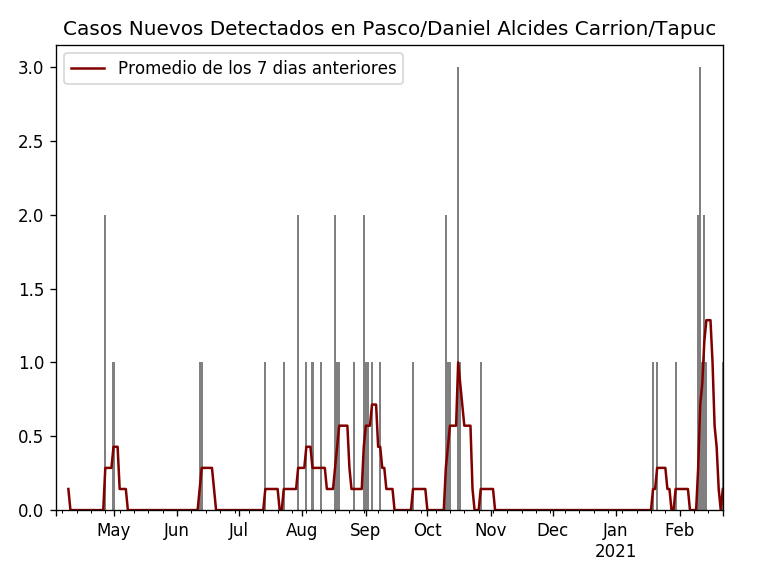 Casos Nuevos Detectados en Pasco/Daniel Alcides Carrion/Tapuc
Promedio de los 7 dias anteriores
3.0
2.5
2.0
1.5
1.0
0.5
0.0
May Jun Jul Aug Sep Oct Nov Dec Jan Feb
2021